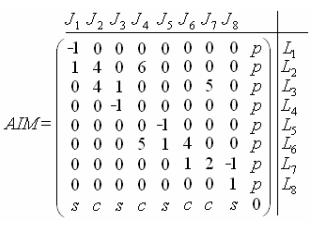 J1 J2 J3 J4 J5 J6 J7 J8
-1 0 0 0 0 0 0 0 p L1
1 4 0 6 0 0 0 0 p L2
0 4 1 0 0 0 5 0 p L3
0 0 -1 0 0 0 0 0 p L4
AIM= 0 0 0 0 -1 0 0 0 p L5
0 0 0 5 1 4 0 0 p L6
0 0 0 0 0 1 2 -1 p L7
0 0 0 0 0 0 0 1 p L8
s c s c s c c s 0